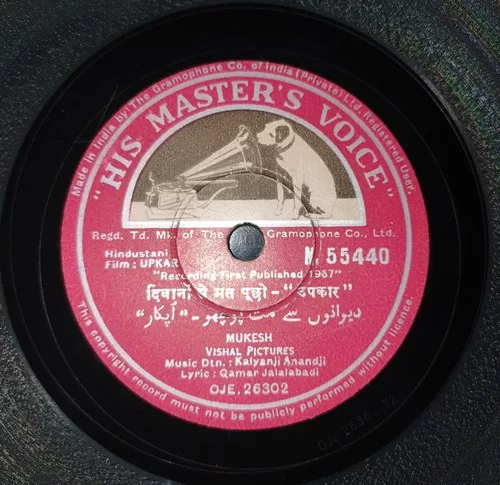 Made in India by The Gramophone Co. of India (Private) Ltd. Registered User.
"HIS MASTER'S VOICE"
Regd. Td. Mk. of The Gramophone Co., Ltd.
Hindustani
N. 55440
Film : UPKAR
"Recording First Published 1967"
दिवानों से मत पूछो - "उपकार"
دیوانوں سے مت پوچھو - "اُپکار"
MUKESH
VISHAL PICTURES
Music Dtn. : Kalyanji Anandji
Lyric : Qamar Jalalabadi
OJE. 26302
This copyright record must not be publicly performed without licence.